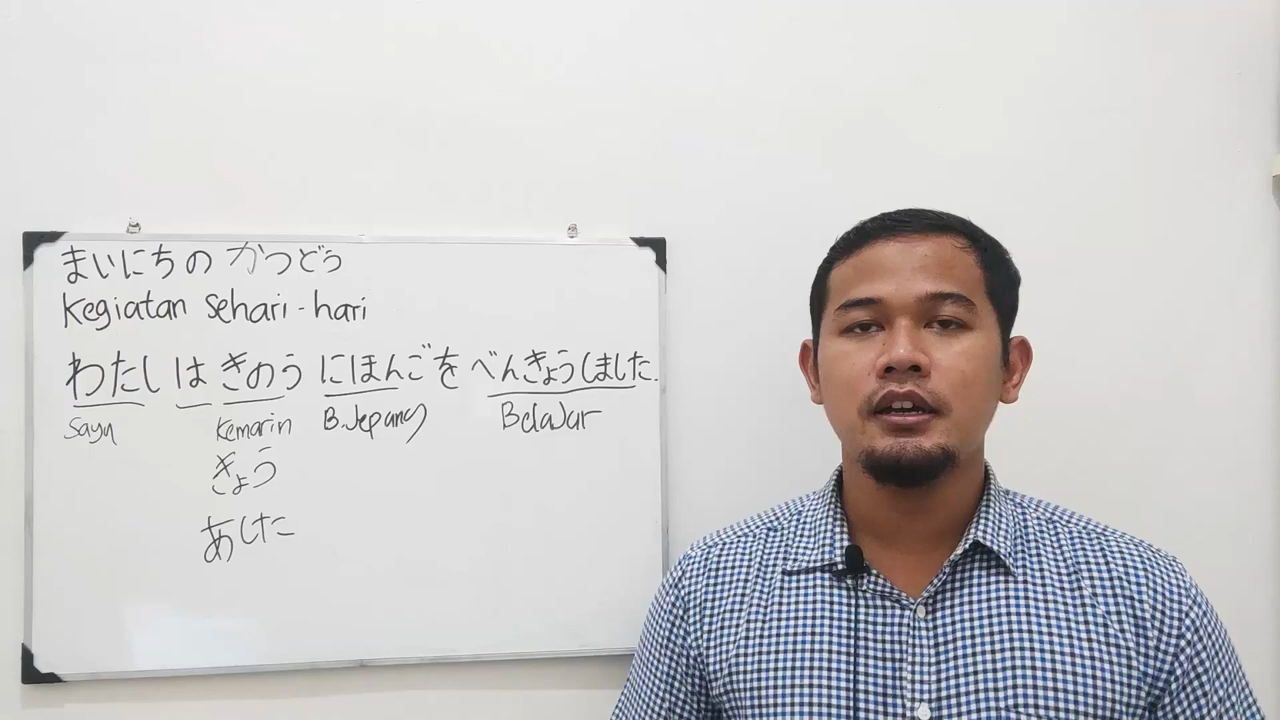 まいにちの かつどう
Kegiatan Sehari-hari
わたし は きのう にほんごを べんきょうしました.
Saya Kemarin B.Jepang Belajar
きょう
あした